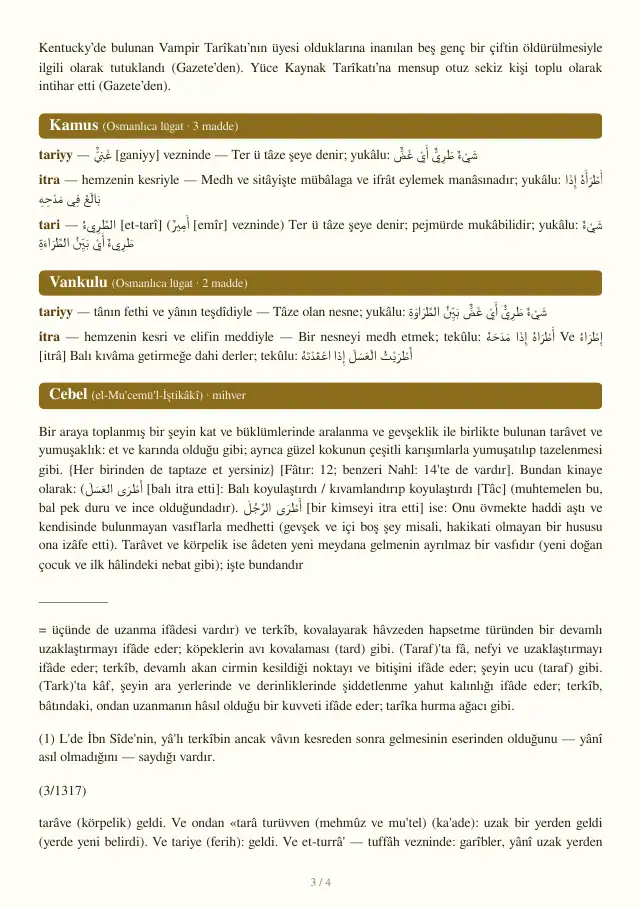 Kentucky'de bulunan Vampir Tarîkatı'nın üyesi olduklarına inanılan beş genç bir çiftin öldürülmesiyle
ilgili olarak tutuklandı (Gazete'den). Yüce Kaynak Tarîkatı'na mensup otuz sekiz kişi toplu olarak
intihar etti (Gazete'den).
Kamus (Osmanlıca lügat · 3 madde)
tariyy — غَنِيٌّ [ganiyy] vezninde — Ter ü tâze şeye denir; yukâlu: شَيْءٌ طَرِيٌّ أَيْ غَضٌّ
itra — hemzenin kesriyle — Medh ve sitâyişte mübâlaga ve ifrât eylemek manâsınadır; yukâlu: أَطْرَأَهُ إِذَا
بَالَغَ فِي مَدْحِهِ
tari — الطَّرِيءُ [et-tarî] (أَمِيرٌ [emîr] vezninde) Ter ü tâze şeye denir; pejmürde mukâbilidir; yukâlu: شَيْءٌ
طَرِيءٌ أَيْ بَيِّنُ الطَّرَاءَةِ
Vankulu (Osmanlıca lügat · 2 madde)
tariyy — tânın fethi ve yânın teşdîdiyle — Tâze olan nesne; yukâlu: شَيْءٌ طَرِيٌّ أَيْ غَضٌّ بَيِّنُ الطَّرَاوَةِ
itra — hemzenin kesri ve elifin meddiyle — Bir nesneyi medh etmek; tekûlu: أَطْرَاهُ إِذَا مَدَحَهُ Ve إِطْرَاءُ
[itrâ] Balı kıvâma getirmeğe dahi derler; tekûlu: أَطْرَيْتُ الْعَسَلَ إِذَا اعْقَدْتَهُ
Cebel (el-Mu'cemü'l-İştikâkî) · mihver
Bir araya toplanmış bir şeyin kat ve büklümlerinde aralanma ve gevşeklik ile birlikte bulunan tarâvet ve
yumuşaklık: et ve karında olduğu gibi; ayrıca güzel kokunun çeşitli karışımlarla yumuşatılıp tazelenmesi
gibi. {Her birinden de taptaze et yersiniz} [Fâtır: 12; benzeri Nahl: 14'te de vardır]. Bundan kinaye
olarak: (أَطْرَى العَسَلَ [balı itra etti]: Balı koyulaştırdı / kıvamlandırıp koyulaştırdı [Tâc] (muhtemelen bu,
bal pek duru ve ince olduğundadır). أَطْرَى الرَّجُلَ [bir kimseyi itra etti] ise: Onu övmekte haddi aştı ve
kendisinde bulunmayan vasıflarla medhetti (gevşek ve içi boş şey misali, hakikati olmayan bir hususu
ona izâfe etti). Tarâvet ve körpelik ise âdeten yeni meydana gelmenin ayrılmaz bir vasfıdır (yeni doğan
çocuk ve ilk hâlindeki nebat gibi); işte bundandır
= üçünde de uzanma ifâdesi vardır) ve terkîb, kovalayarak hâvzeden hapsetme türünden bir devamlı
uzaklaştırmayı ifâde eder; köpeklerin avı kovalaması (tard) gibi. (Taraf)'ta fâ, nefyi ve uzaklaştırmayı
ifâde eder; terkîb, devamlı akan cirmin kesildiği noktayı ve bitişini ifâde eder; şeyin ucu (taraf) gibi.
(Tark)'ta kâf, şeyin ara yerlerinde ve derinliklerinde şiddetlenme yahut kalınlığı ifâde eder; terkîb,
bâtındaki, ondan uzanmanın hâsıl olduğu bir kuvveti ifâde eder; tarîka hurma ağacı gibi.
(1) L'de İbn Sîde'nin, yâ'lı terkîbin ancak vâvın kesreden sonra gelmesinin eserinden olduğunu — yânî
asıl olmadığını — saydığı vardır.
(3/1317)
tarâve (körpelik) geldi. Ve ondan «tarâ turüvven (mehmûz ve mu'tel) (ka'ade): uzak bir yerden geldi
(yerde yeni belirdi). Ve tariye (ferih): geldi. Ve et-turrâ' — tuffâh vezninde: garîbler, yânî uzak yerden
3 / 4